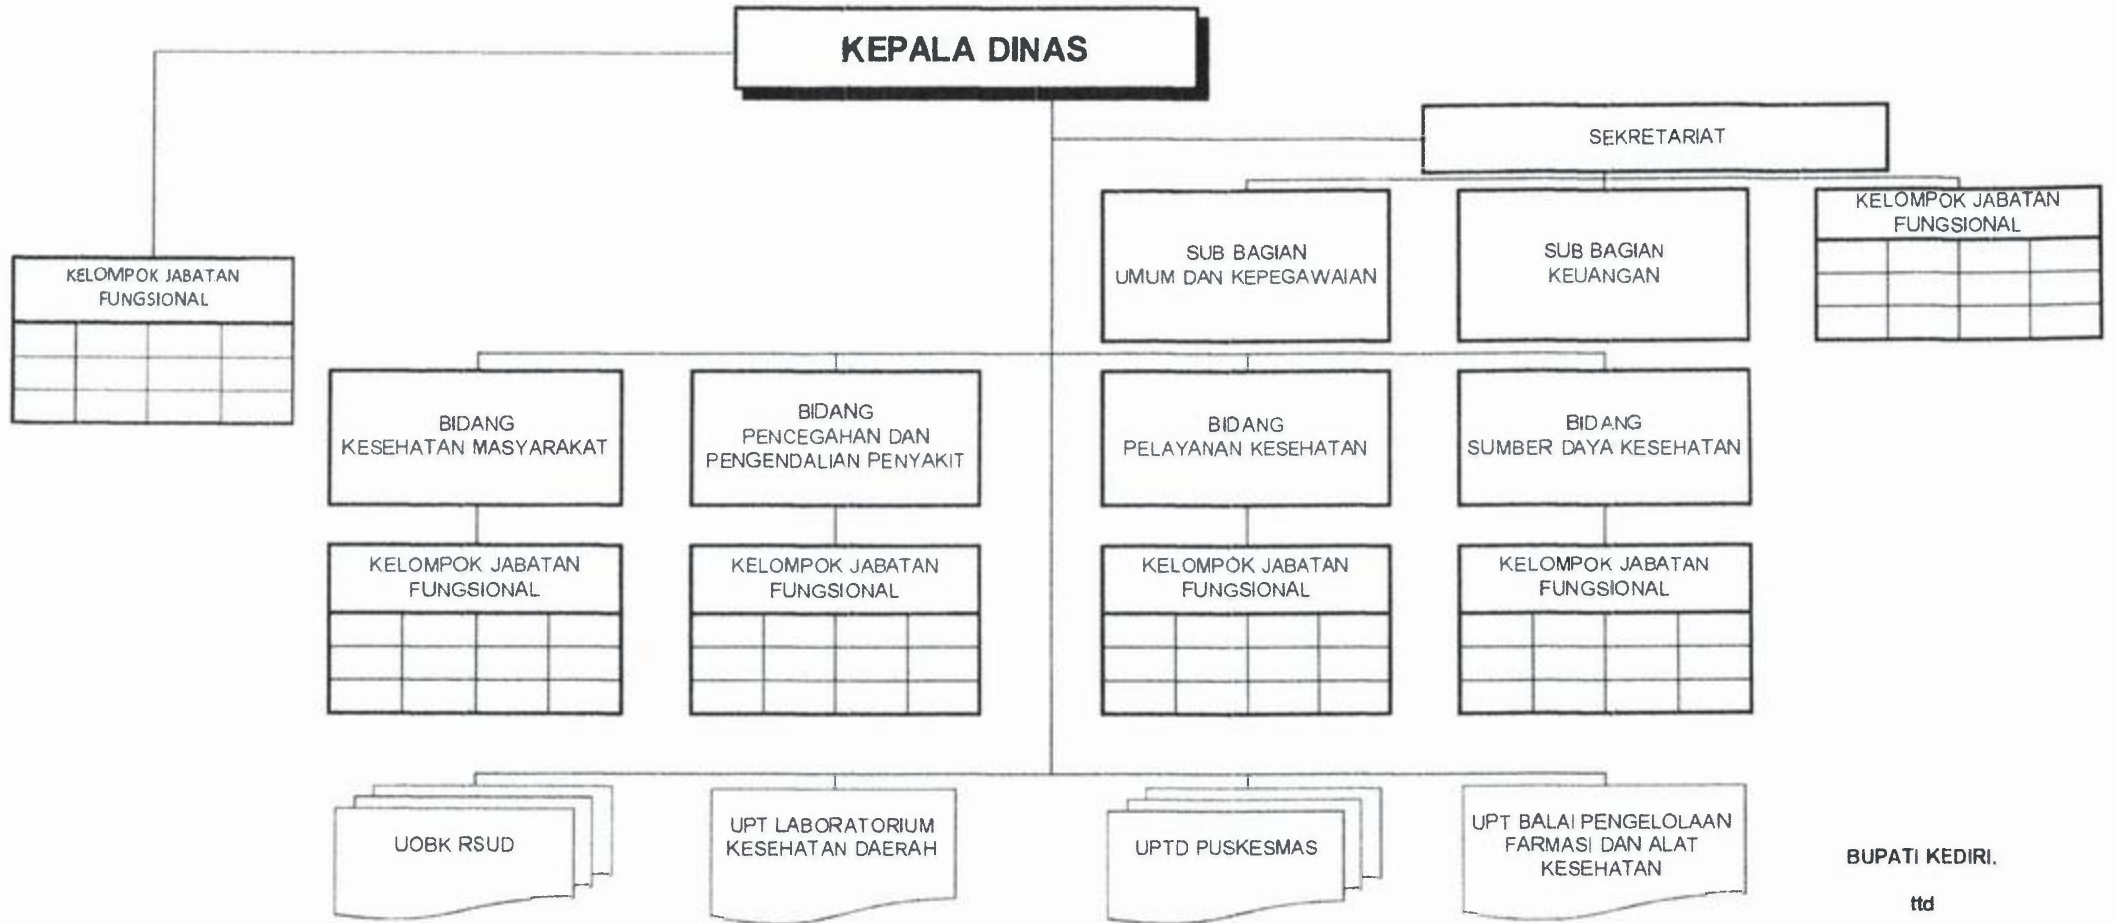 KEPALA DINAS
SEKRETARIAT
KELOMPOK JABATAN
FUNGSIONAL
SUB BAGIAN
UMUM DAN KEPEGAWAIAN
SUB BAGIAN
KEUANGAN
KELOMPOK JABATAN
FUNGSIONAL
BIDANG
KESEHATAN MASYARAKAT
BIDANG
PENCEGAHAN DAN
PENGENDALIAN PENYAKIT
BIDANG
PELAYANAN KESEHATAN
BIDANG
SUMBER DAYA KESEHATAN
KELOMPOK JABATAN
FUNGSIONAL
KELOMPOK JABATAN
FUNGSIONAL
KELOMPOK JABATAN
FUNGSIONAL
KELOMPOK JABATAN
FUNGSIONAL
UOBK RSUD
UPT LABORATORIUM
KESEHATAN DAERAH
UPTD PUSKESMAS
UPT BALAI PENGELOLAAN
FARMASI DAN ALAT
KESEHATAN
BUPATI KEDIRI.
ttd